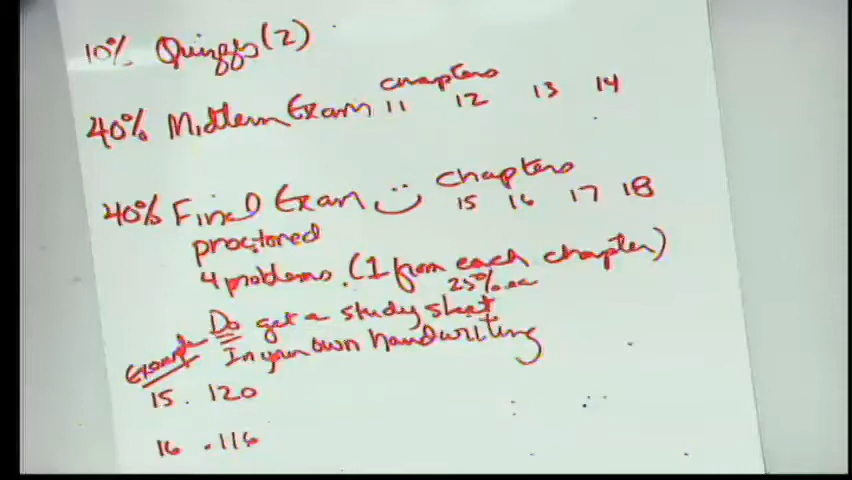 10% Quizzes (2)
40% Midterm Exam chapters 11 12 13 14
40% Final Exam chapters 15 16 17 18
proctored
4 problems. (1 from each chapter)
25% ea
Do get a study sheet
In your own handwriting
Example
15.120
16.116